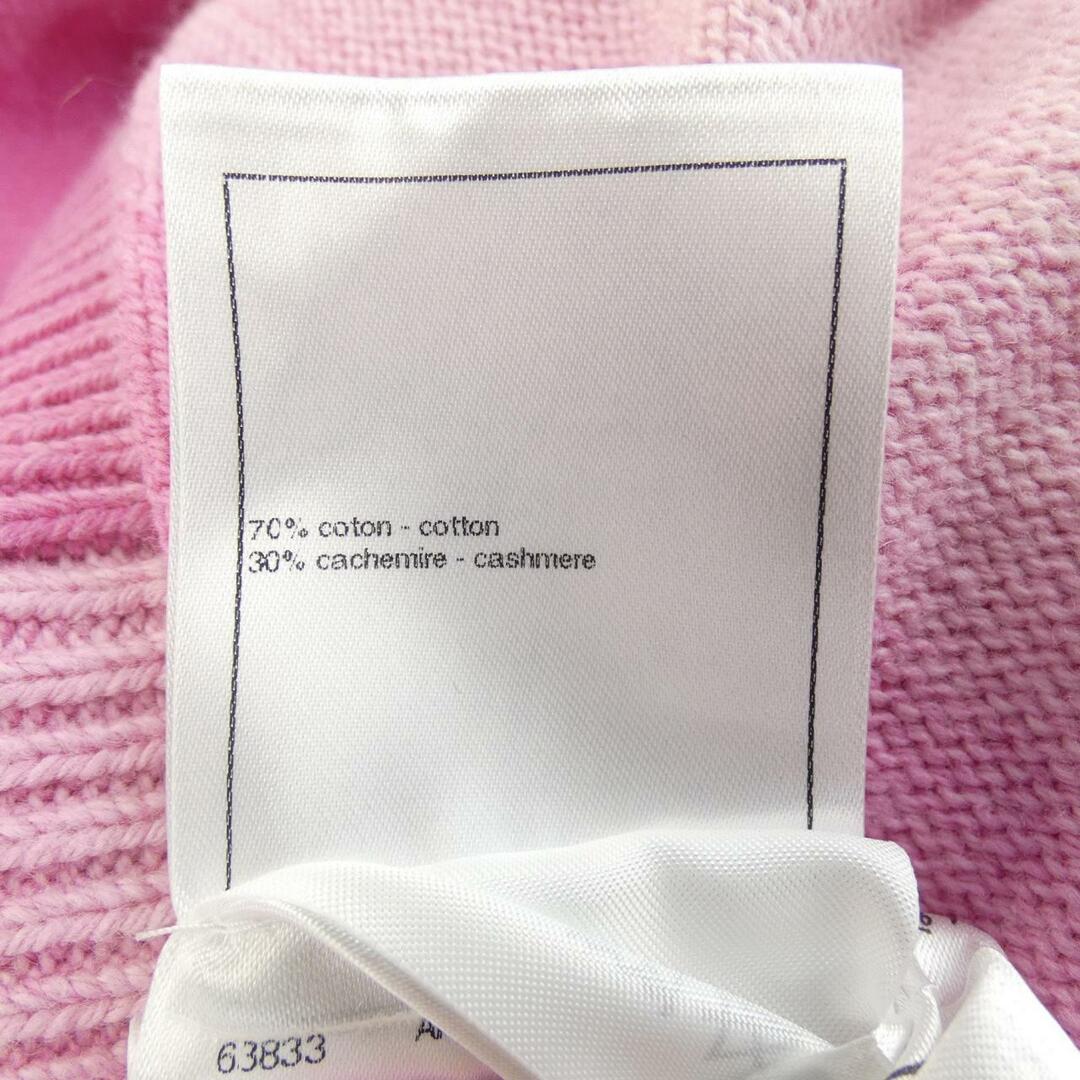 70% coton - cotton
30% cachemire - cashmere
63833